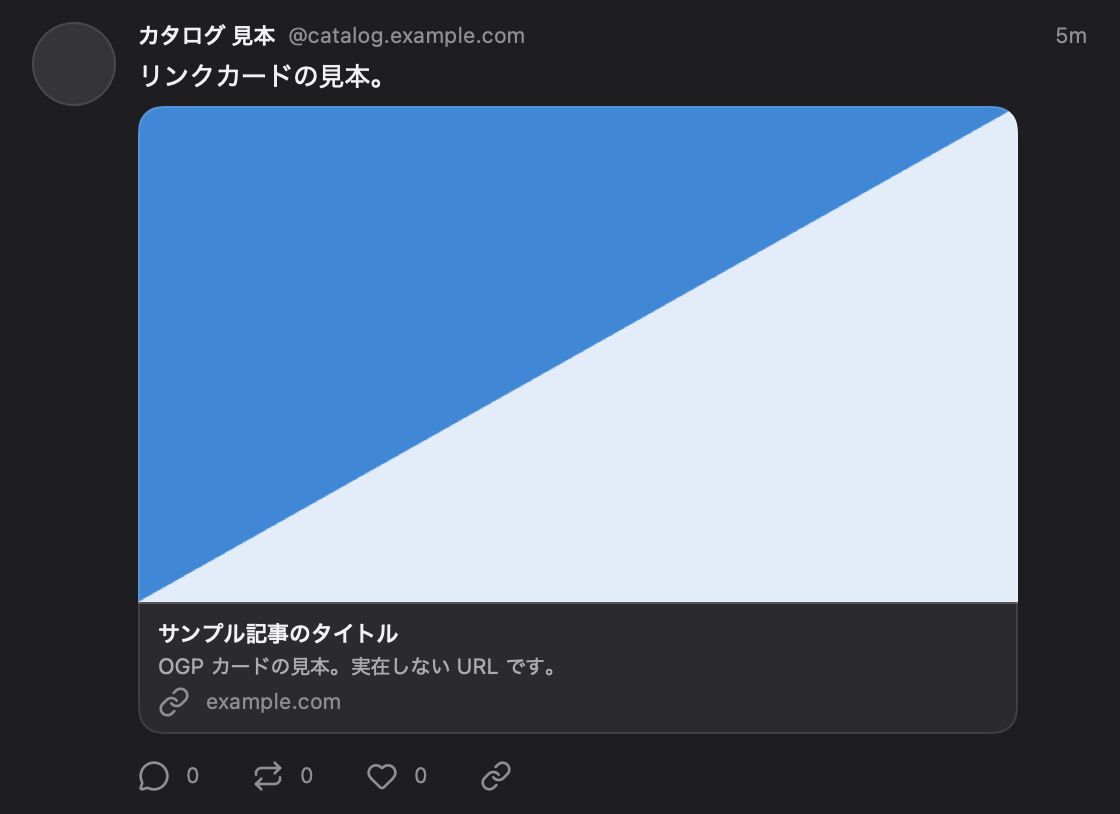 カタログ 見本 @catalog.example.com 5m
リンクカードの見本。
サンプル記事のタイトル
OGP カードの見本。実在しない URL です。
example.com
0 0 0